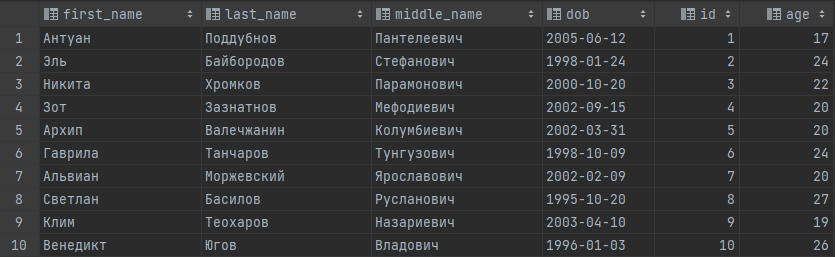 first_name last_name middle_name dob id age
1 Антуан Поддубнов Пантелеевич 2005-06-12 1 17
2 Эль Байбородов Стефанович 1998-01-24 2 24
3 Никита Хромков Парамонович 2000-10-20 3 22
4 Зот Зазнатнов Мефодиевич 2002-09-15 4 20
5 Архип Валечжанин Колумбиевич 2002-03-31 5 20
6 Гаврила Танчаров Тунгузович 1998-10-09 6 24
7 Альвиан Моржевский Ярославович 2002-02-09 7 20
8 Светлан Басилов Русланович 1995-10-20 8 27
9 Клим Теохаров Назариевич 2003-04-10 9 19
10 Венедикт Югов Владович 1996-01-03 10 26